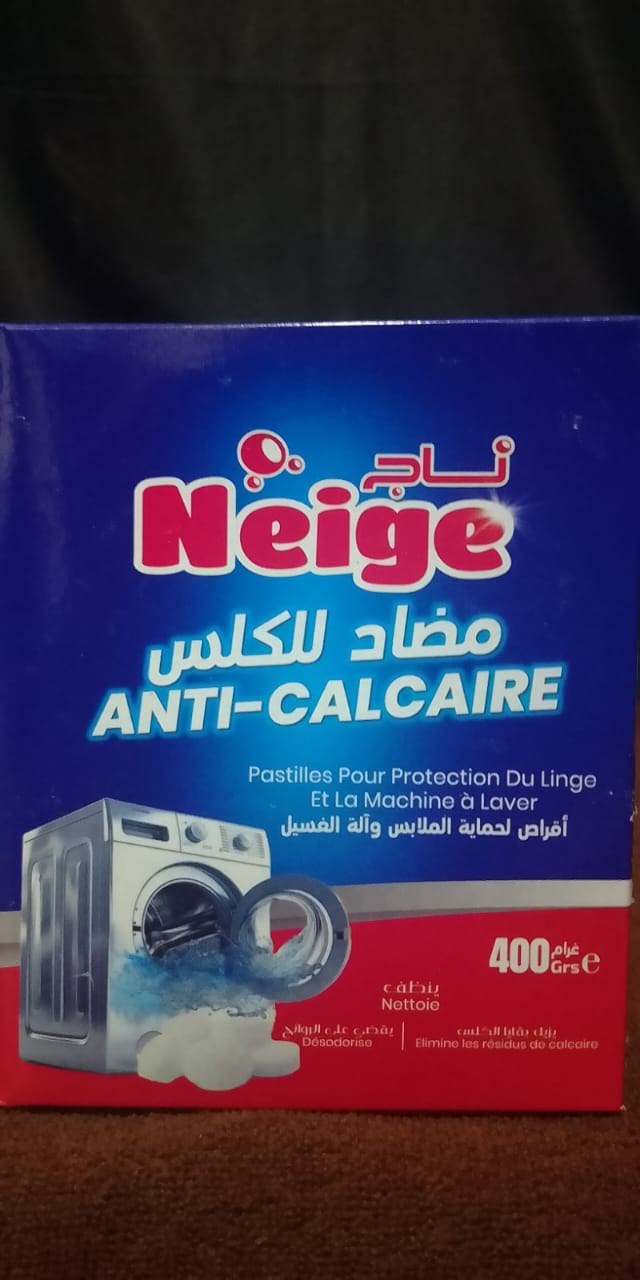 ناج
Neige
مضاد للكلس
ANTI-CALCAIRE
Pastilles Pour Protection Du Linge
Et La Machine à Laver
أقراص لحماية الملابس وآلة الغسيل
400 غرام Grs e
ينظف
Nettoie
يقضي على الروائح
Désodorise
يزيل بقايا الكلس
Elimine les résidus de calcaire